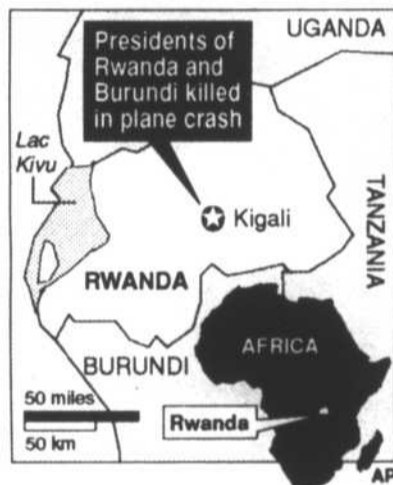 UGANDA
Presidents of
Rwanda and
Burundi killed
in plane crash
Lac
Kivu
Kigali
TANZANIA
RWANDA
BURUNDI
AFRICA
50 miles
50 km
Rwanda
AP